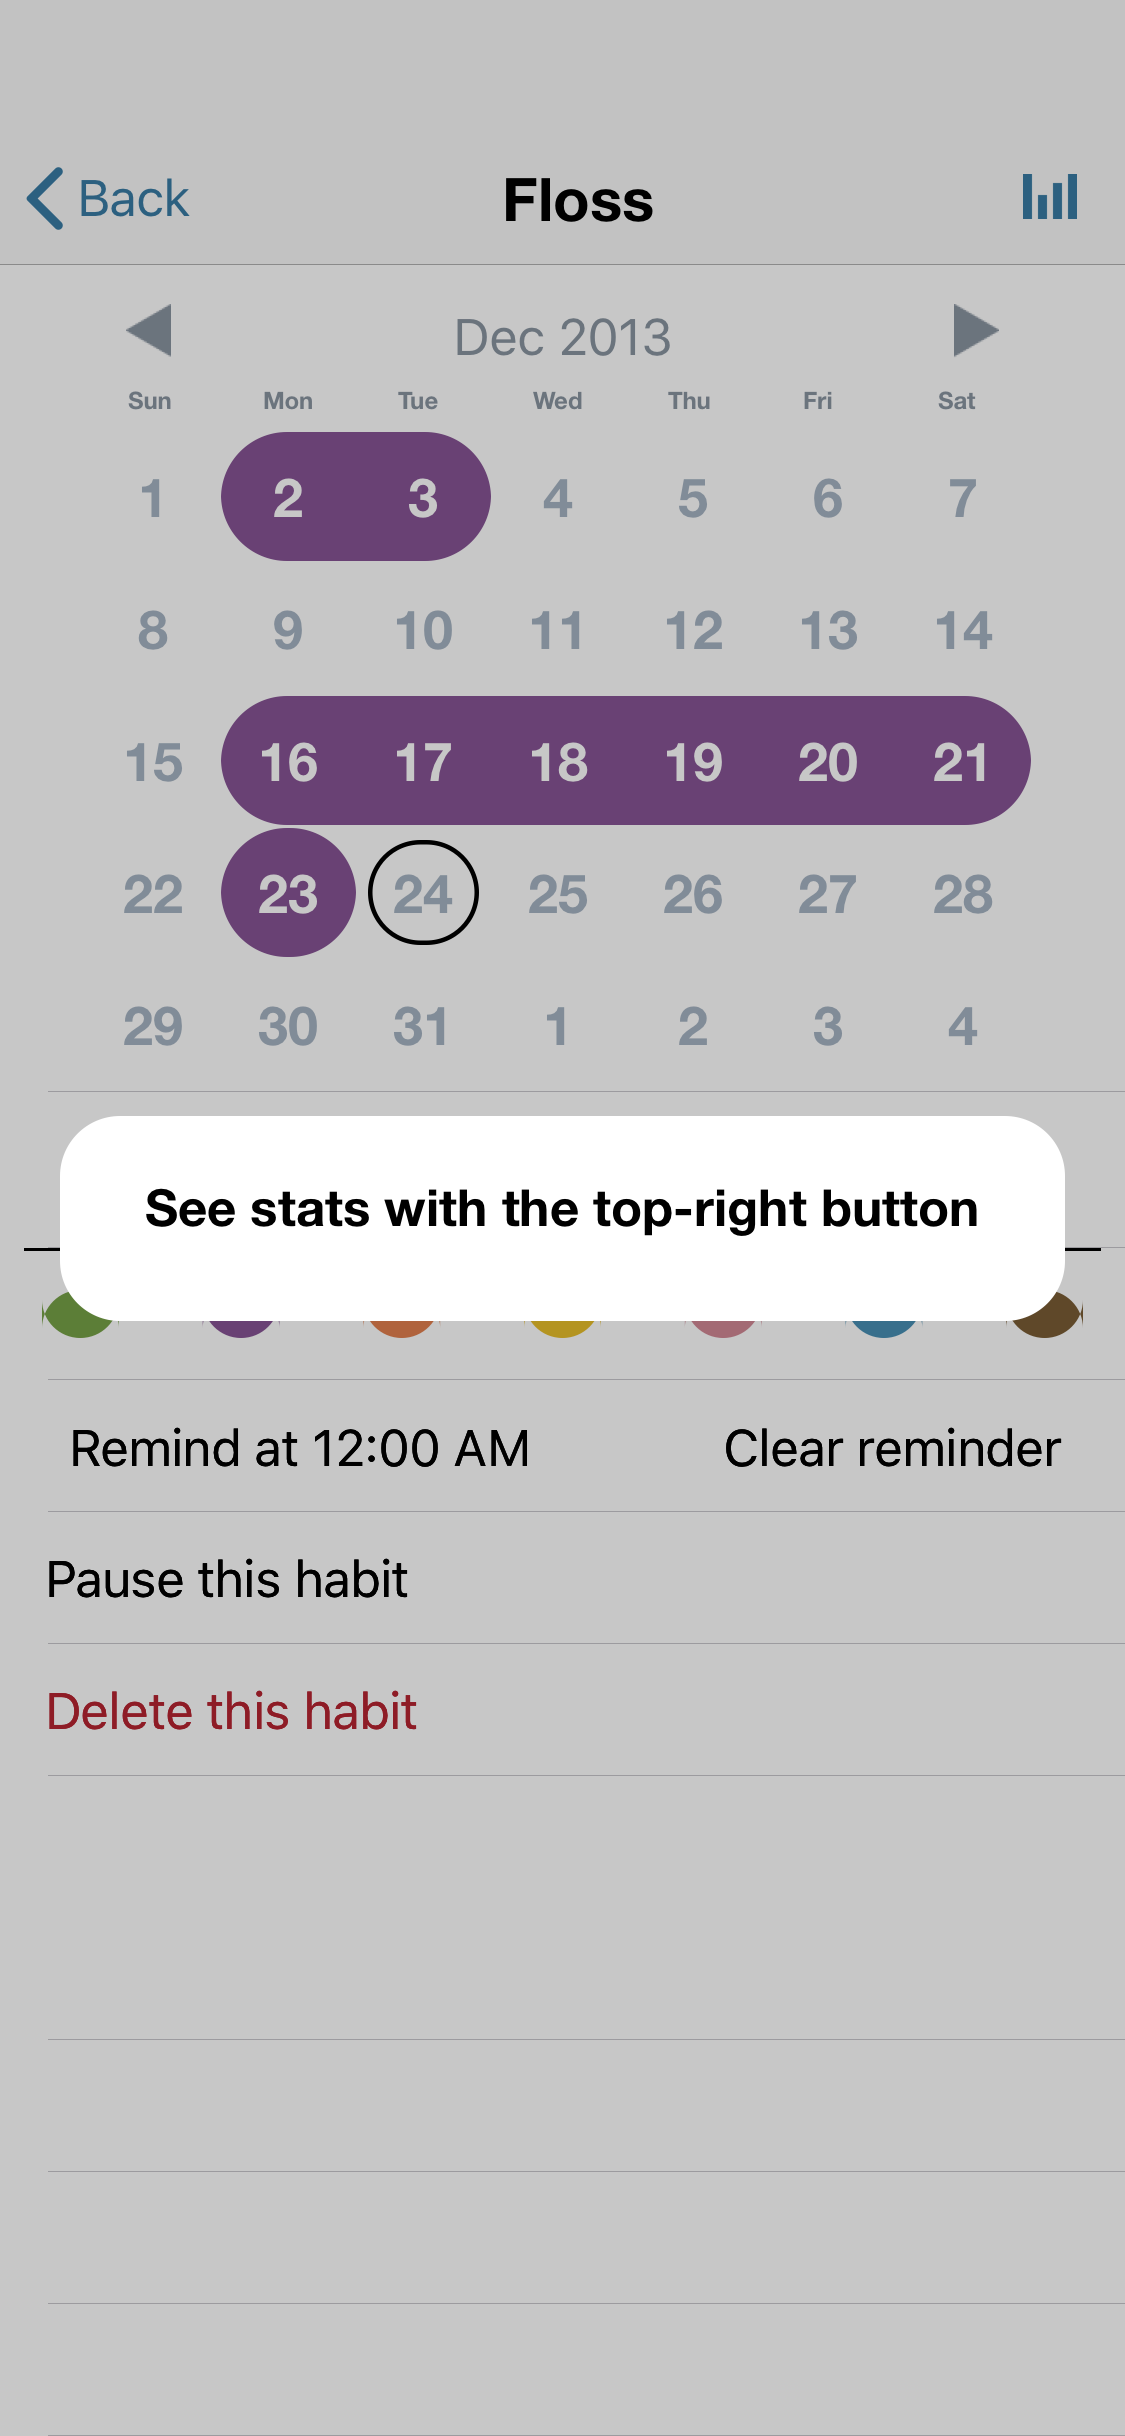 Back Floss
Dec 2013
Sun Mon Tue Wed Thu Fri Sat
1 2 3 4 5 6 7
8 9 10 11 12 13 14
15 16 17 18 19 20 21
22 23 24 25 26 27 28
29 30 31 1 2 3 4
See stats with the top-right button
Remind at 12:00 AM Clear reminder
Pause this habit
Delete this habit